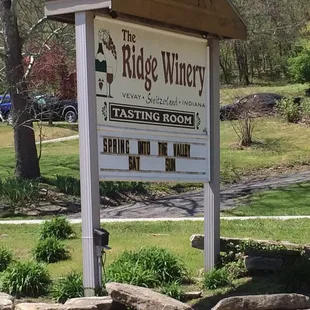 The
Ridge Winery
VEVAY • Switzerland • INDIANA
TASTING ROOM
SPRING INTO THE VALLEY
SAT SUN